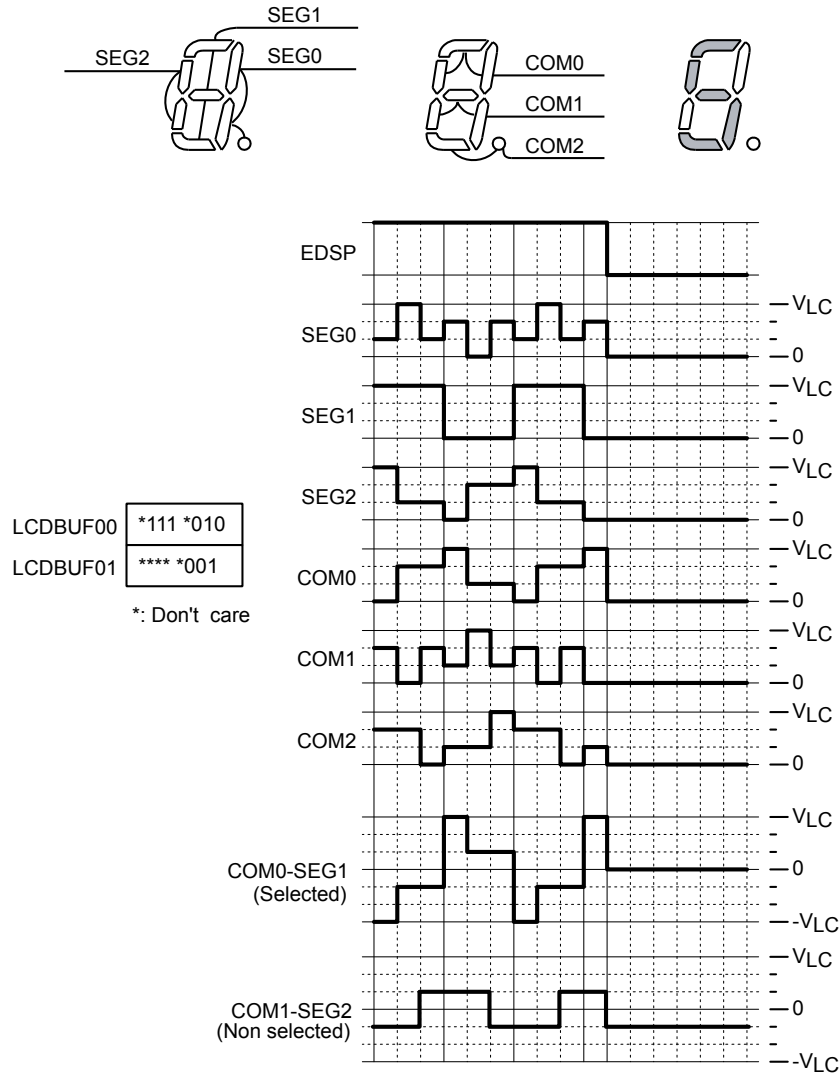 SEG1
SEG2
SEG0
COM0
COM1
COM2
EDSP
VLC
SEG0
0
VLC
SEG1
0
VLC
SEG2
0
LCDBUF00 *111 *010
LCDBUF01 **** *001
*: Don't care
VLC
COM0
0
VLC
COM1
0
VLC
COM2
0
VLC
COM0-SEG1
(Selected)
0
-VLC
VLC
COM1-SEG2
(Non selected)
0
-VLC